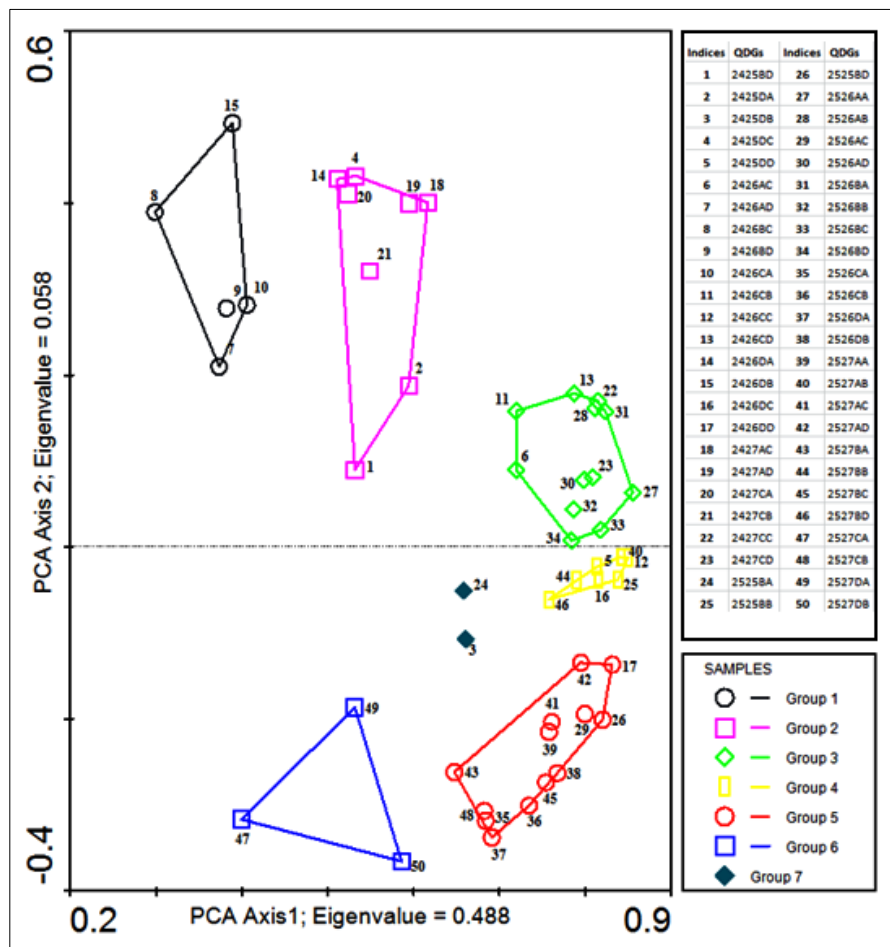 0.6
15
8
9
10
7
14
4
20
19
18
21
2
1
11
13
22
28
31
6
30
23
27
32
33
34
40
5
12
44
16
25
46
24
3
42
17
41
29
26
39
43
38
45
48
35
36
37
49
47
50
PCA Axis 2; Eigenvalue = 0.058
-0.4
0.2
PCA Axis1; Eigenvalue = 0.488
0.9
Indices QDGs Indices QDGs
1 2425BD 26 2525BD
2 2425DA 27 2526AA
3 2425DB 28 2526AB
4 2425DC 29 2526AC
5 2425DD 30 2526AD
6 2426AC 31 2526BA
7 2426AD 32 2526BB
8 2426BC 33 2526BC
9 2426BD 34 2526BD
10 2426CA 35 2526CA
11 2426CB 36 2526CB
12 2426CC 37 2526DA
13 2426CD 38 2526DB
14 2426DA 39 2527AA
15 2426DB 40 2527AB
16 2426DC 41 2527AC
17 2426DD 42 2527AD
18 2427AC 43 2527BA
19 2427AD 44 2527BB
20 2427CA 45 2527BC
21 2427CB 46 2527BD
22 2427CC 47 2527CA
23 2427CD 48 2527CB
24 2525BA 49 2527DA
25 2525BB 50 2527DB
SAMPLES
Group 1
Group 2
Group 3
Group 4
Group 5
Group 6
Group 7